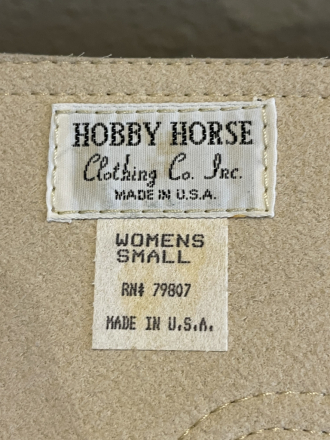 HOBBY HORSE
Clothing Co. Inc.
MADE IN U.S.A.
WOMENS
SMALL
RN# 79807
MADE IN U.S.A.